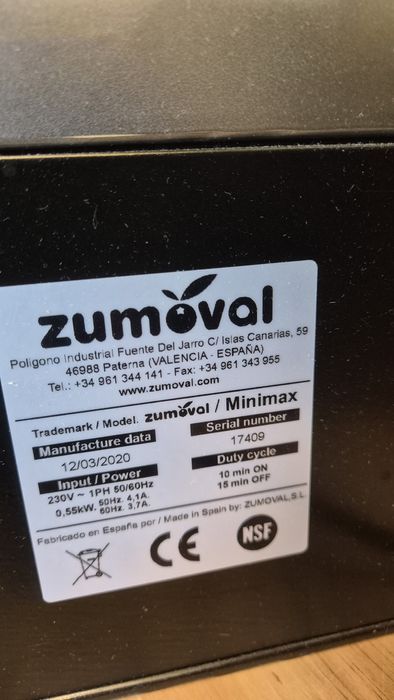 zumoval
Poligono Industrial Fuente Del Jarro C/ Islas Canarias, 59
46988 Paterna (VALENCIA - ESPAÑA)
Tel.: +34 961 344 141 - Fax: +34 961 343 955
www.zumoval.com
Trademark / Model. zumoval / Minimax
Manufacture data Serial number
12/03/2020 17409
Input / Power Duty cycle
230V ~ 1PH 50/60Hz 10 min ON
0,55kW. 50Hz. 4,1A. 15 min OFF
60Hz. 3,7A.
Fabricado en España por / Made in Spain by: ZUMOVAL,S.L.
CE NSF